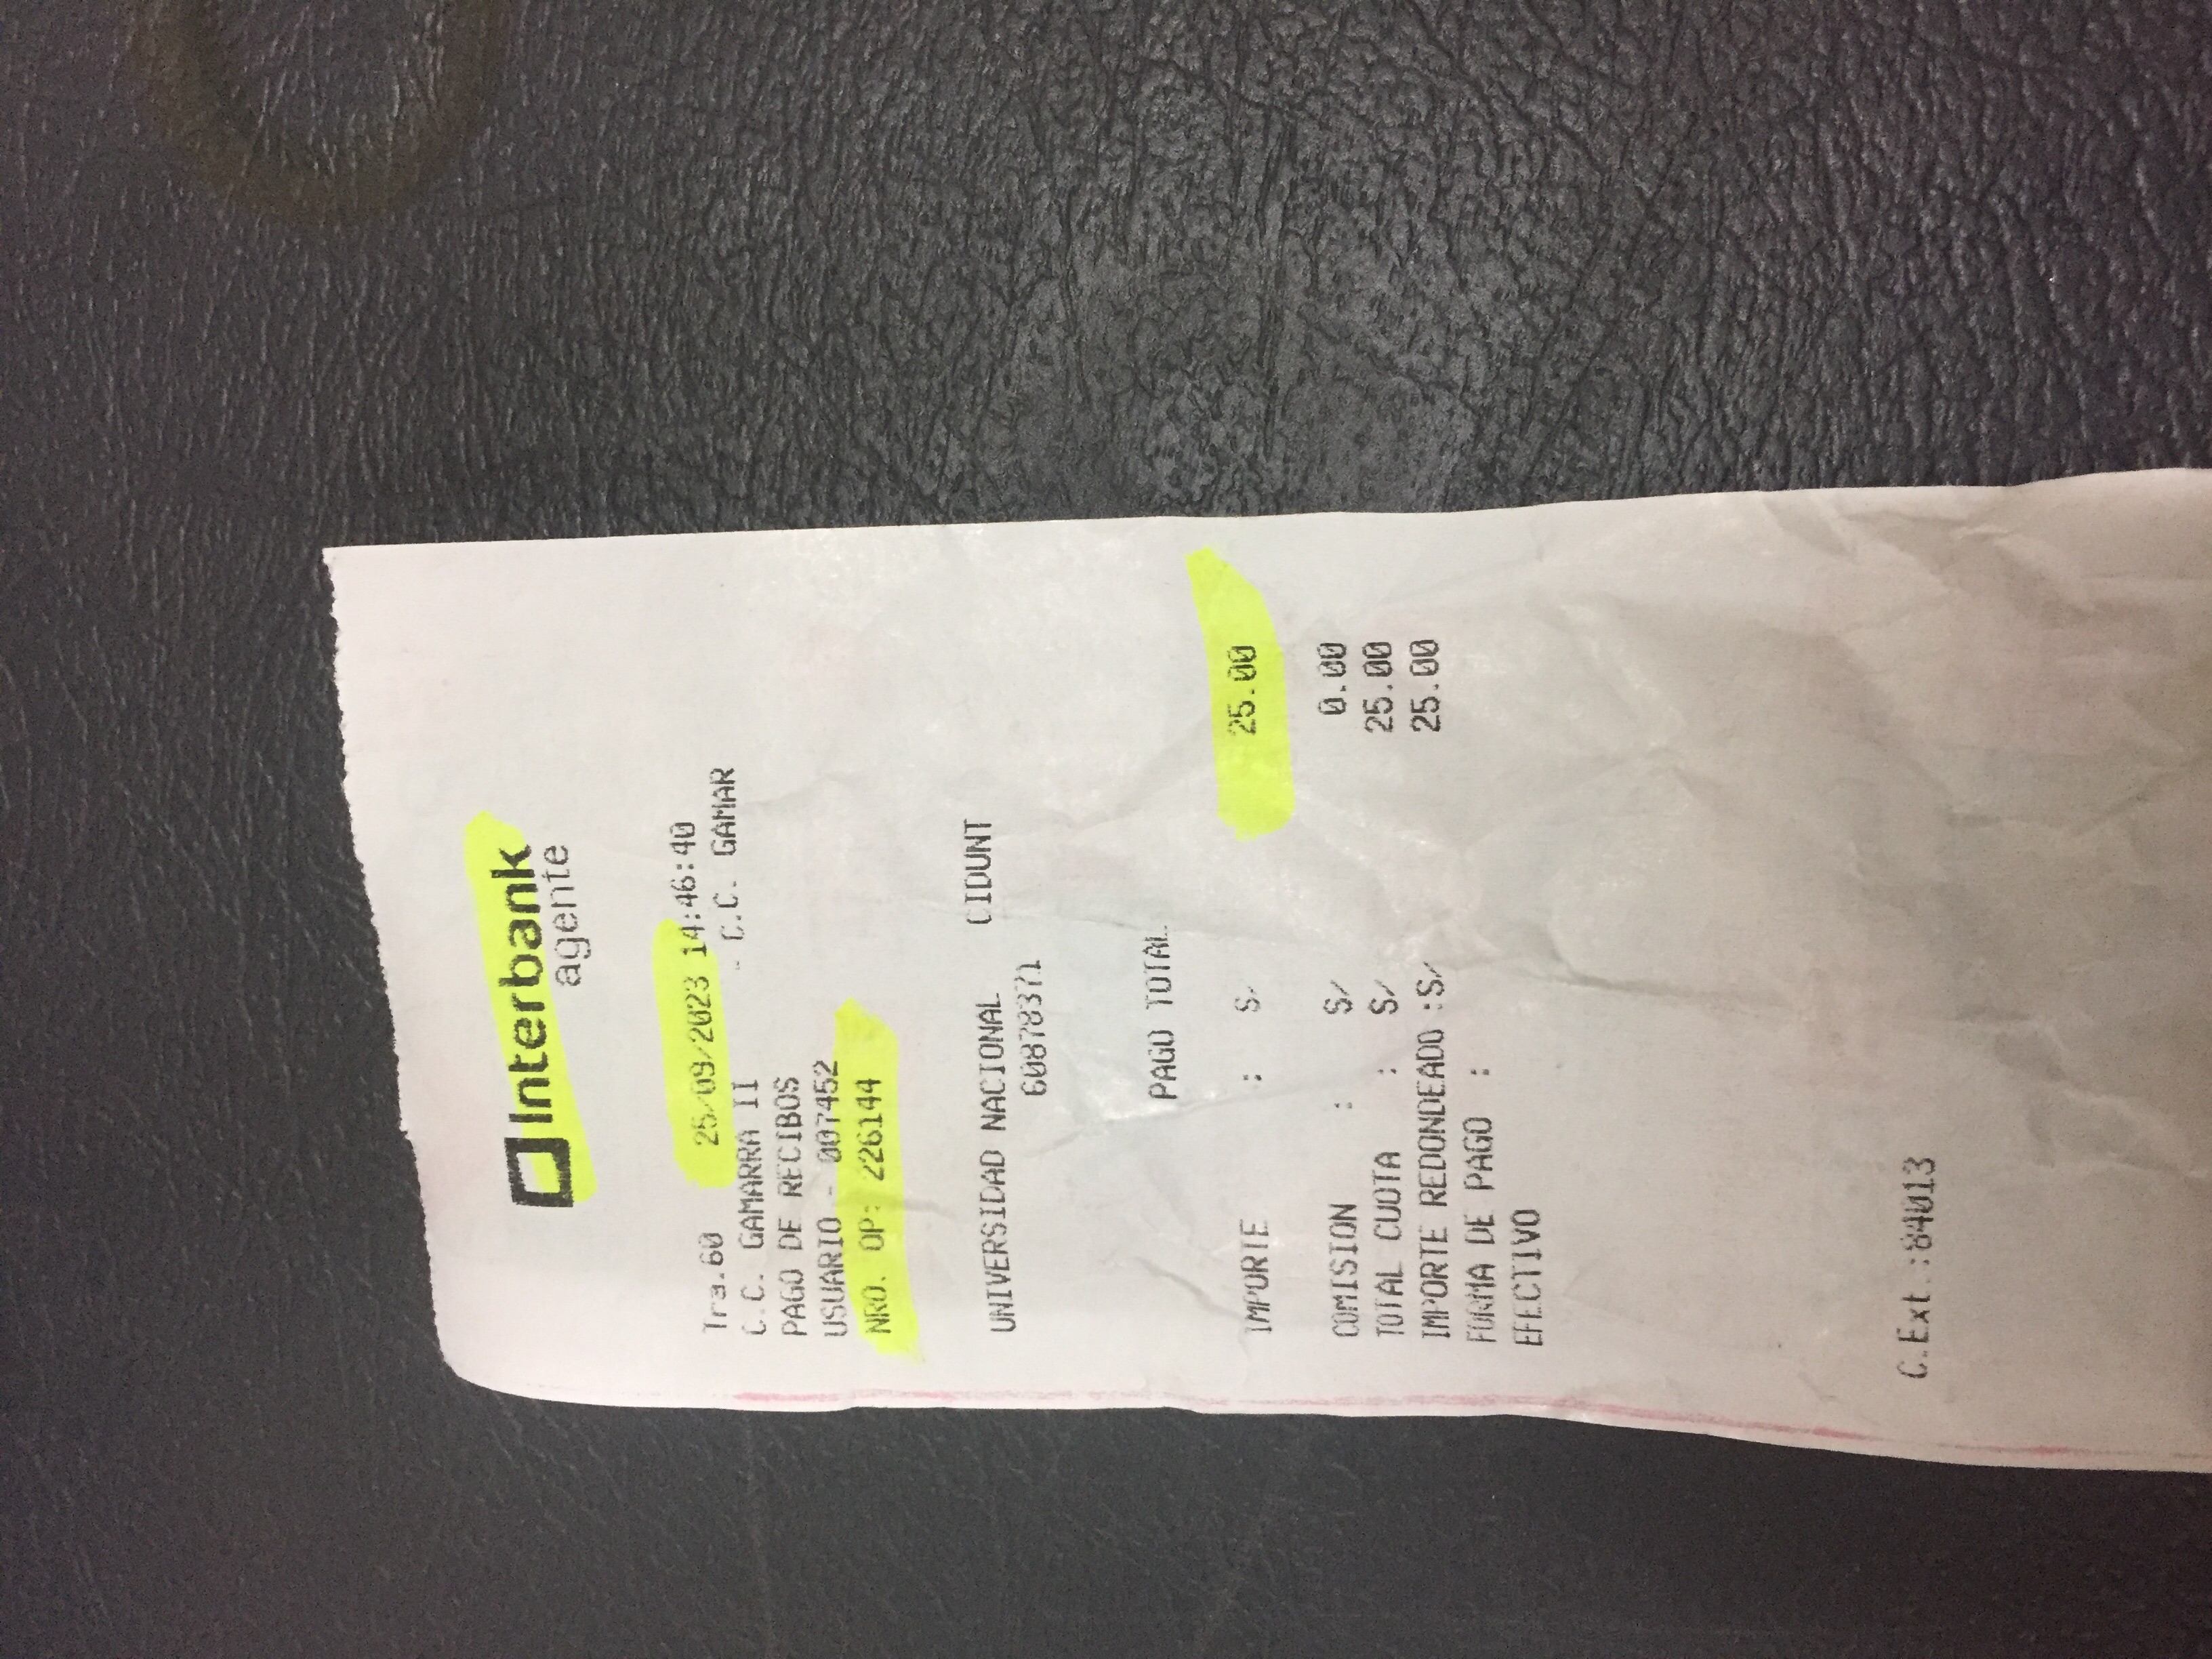 Interbank
agente
Tra.60 25/09/2023 14:46:40
C.C. GAMARRA II - C.C. GAMAR
PAGO DE RECIBOS
USUARIO - 007452
NRO. OP: 226144
UNIVERSIDAD NACIONAL CIDUNT
60878371
PAGO TOTAL
IMPORTE : S/ 25.00
COMISION : S/ 0.00
TOTAL CUOTA : S/ 25.00
IMPORTE REDONDEADO :S/ 25.00
FORMA DE PAGO :
EFECTIVO
C.Ext.:84013